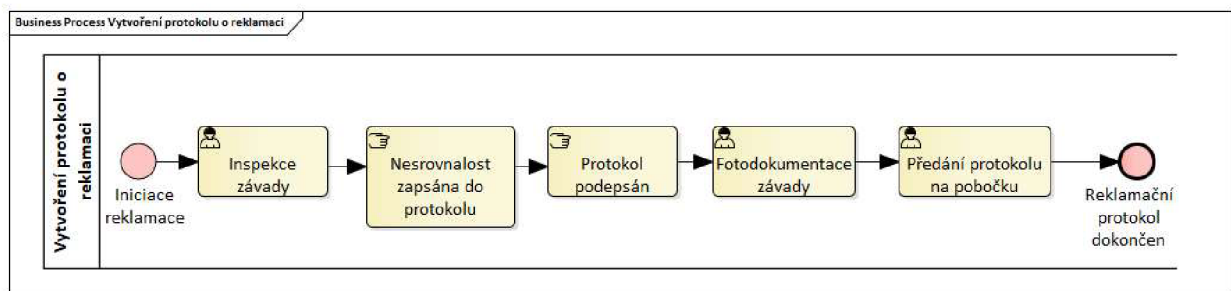 Business Process Vytvoření protokolu o reklamaci
Vytvoření protokolu o
reklamaci
Iniciace
reklamace
Inspekce
závady
Nesrovnalost
zapsána do
protokolu
Protokol
podepsán
Fotodokumentace
závady
Předání protokolu
na pobočku
Reklamační
protokol
dokončen